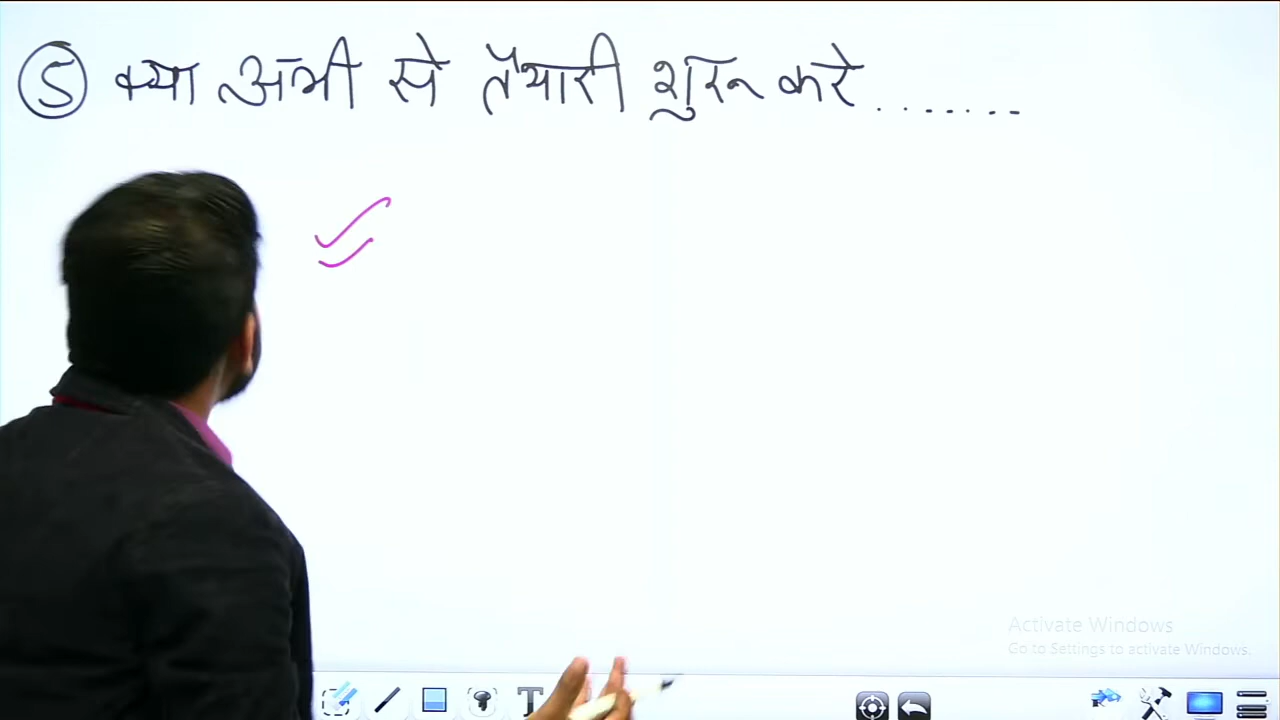 5 क्या अभी से तैयारी शुरू करे ........
Activate Windows
Go to Settings to activate Windows.
T